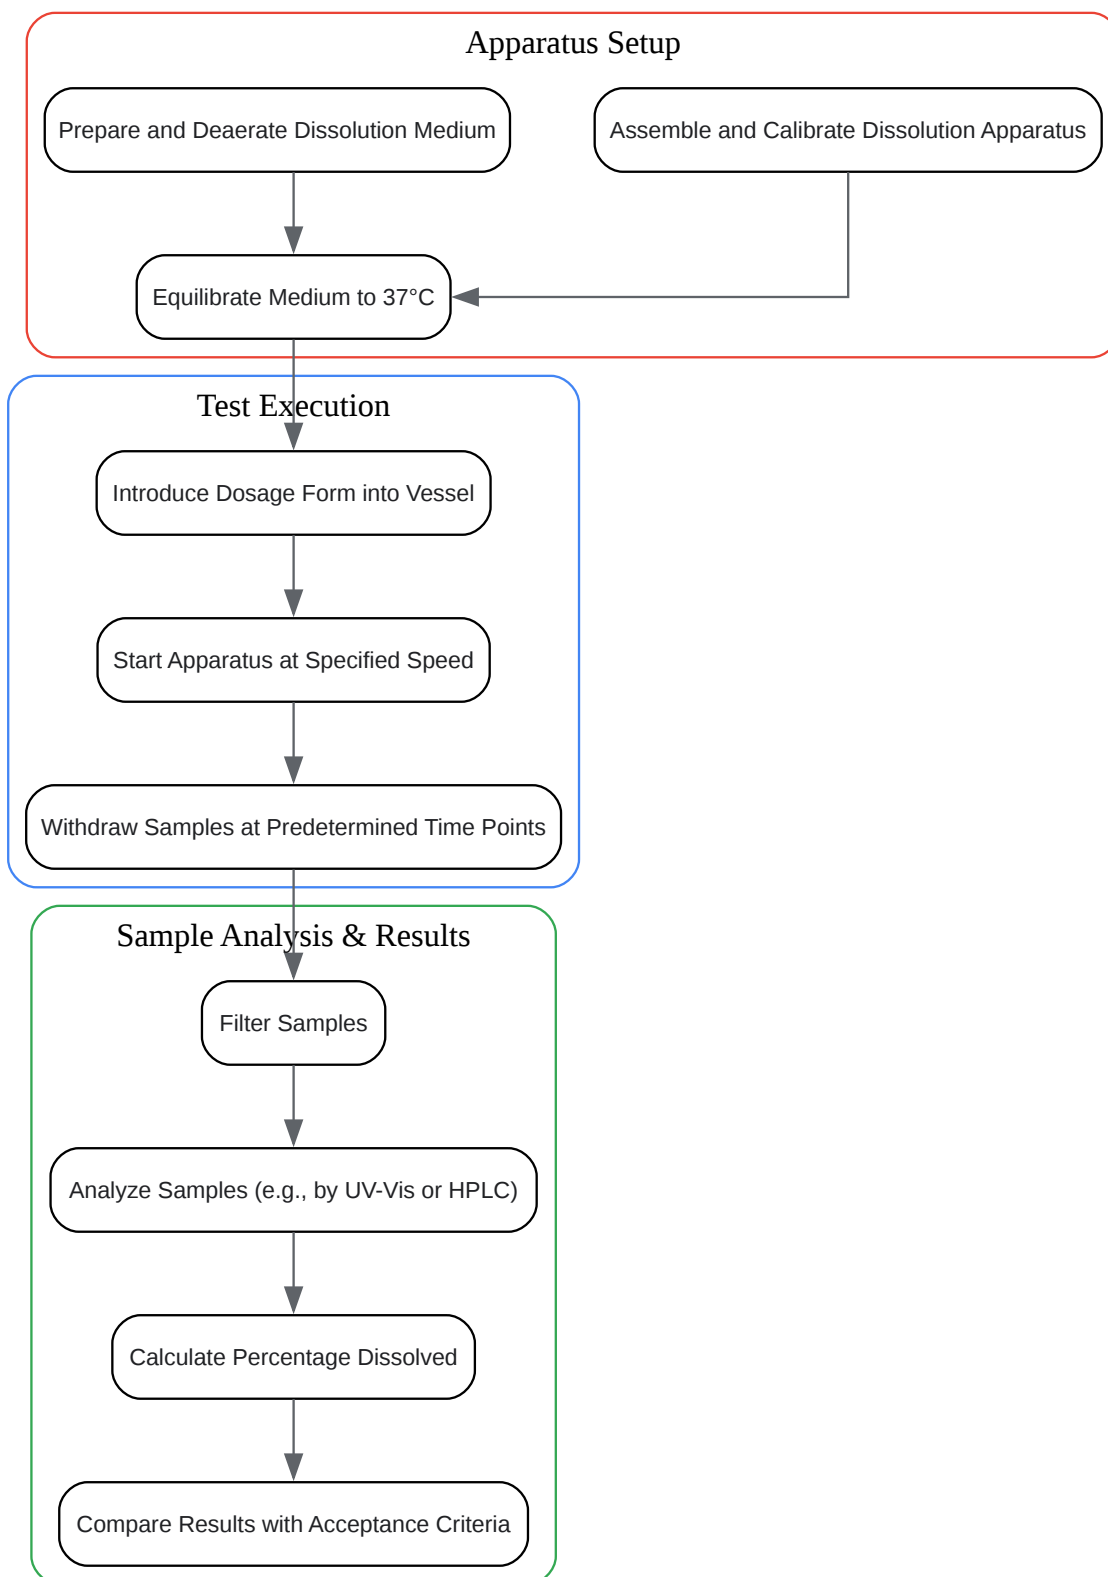 Apparatus Setup
Prepare and Deaerate Dissolution Medium
Assemble and Calibrate Dissolution Apparatus
Equilibrate Medium to 37°C
Test Execution
Introduce Dosage Form into Vessel
Start Apparatus at Specified Speed
Withdraw Samples at Predetermined Time Points
Sample Analysis & Results
Filter Samples
Analyze Samples (e.g., by UV-Vis or HPLC)
Calculate Percentage Dissolved
Compare Results with Acceptance Criteria